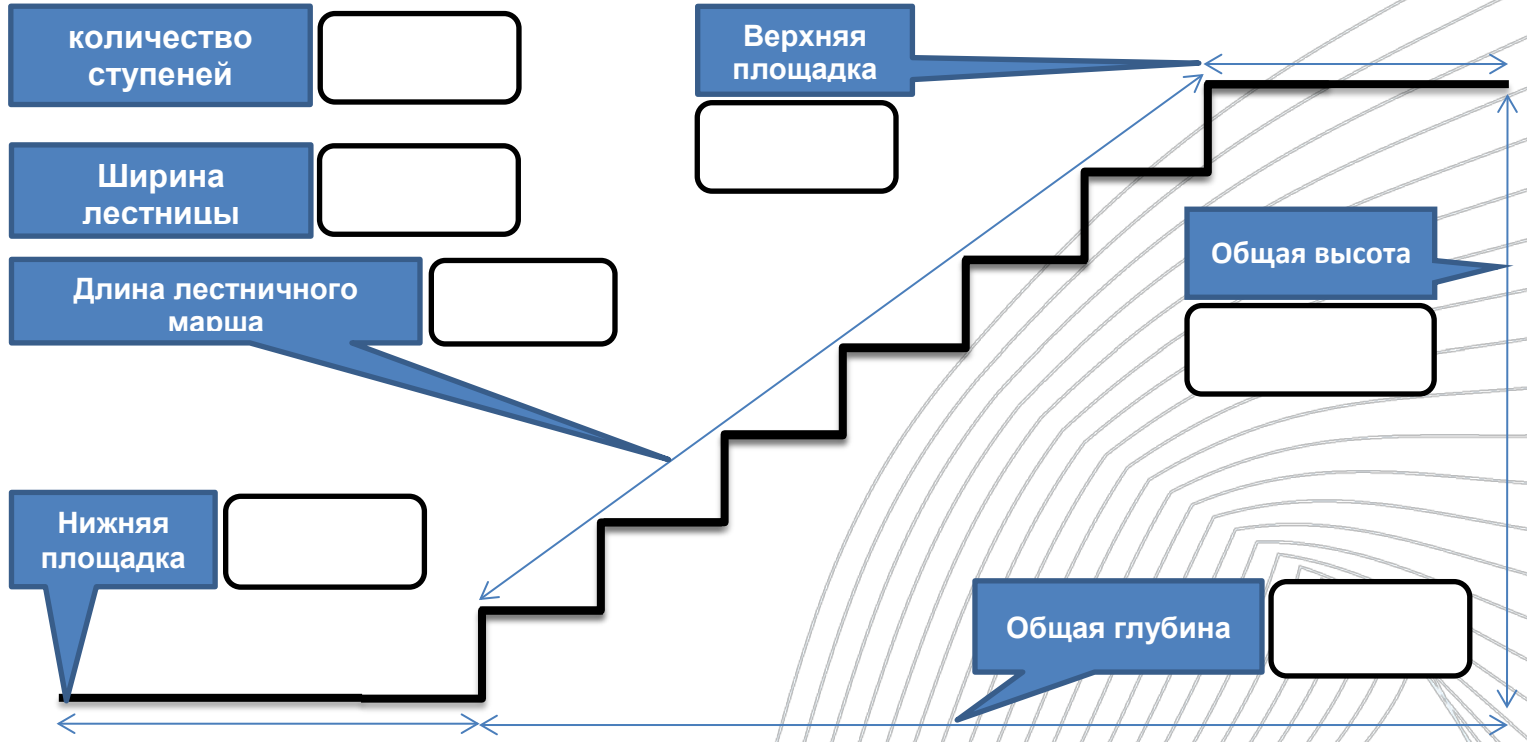 количество
ступеней
Верхняя
площадка
Ширина
лестницы
Общая высота
Длина лестничного
марша
Нижняя
площадка
Общая глубина